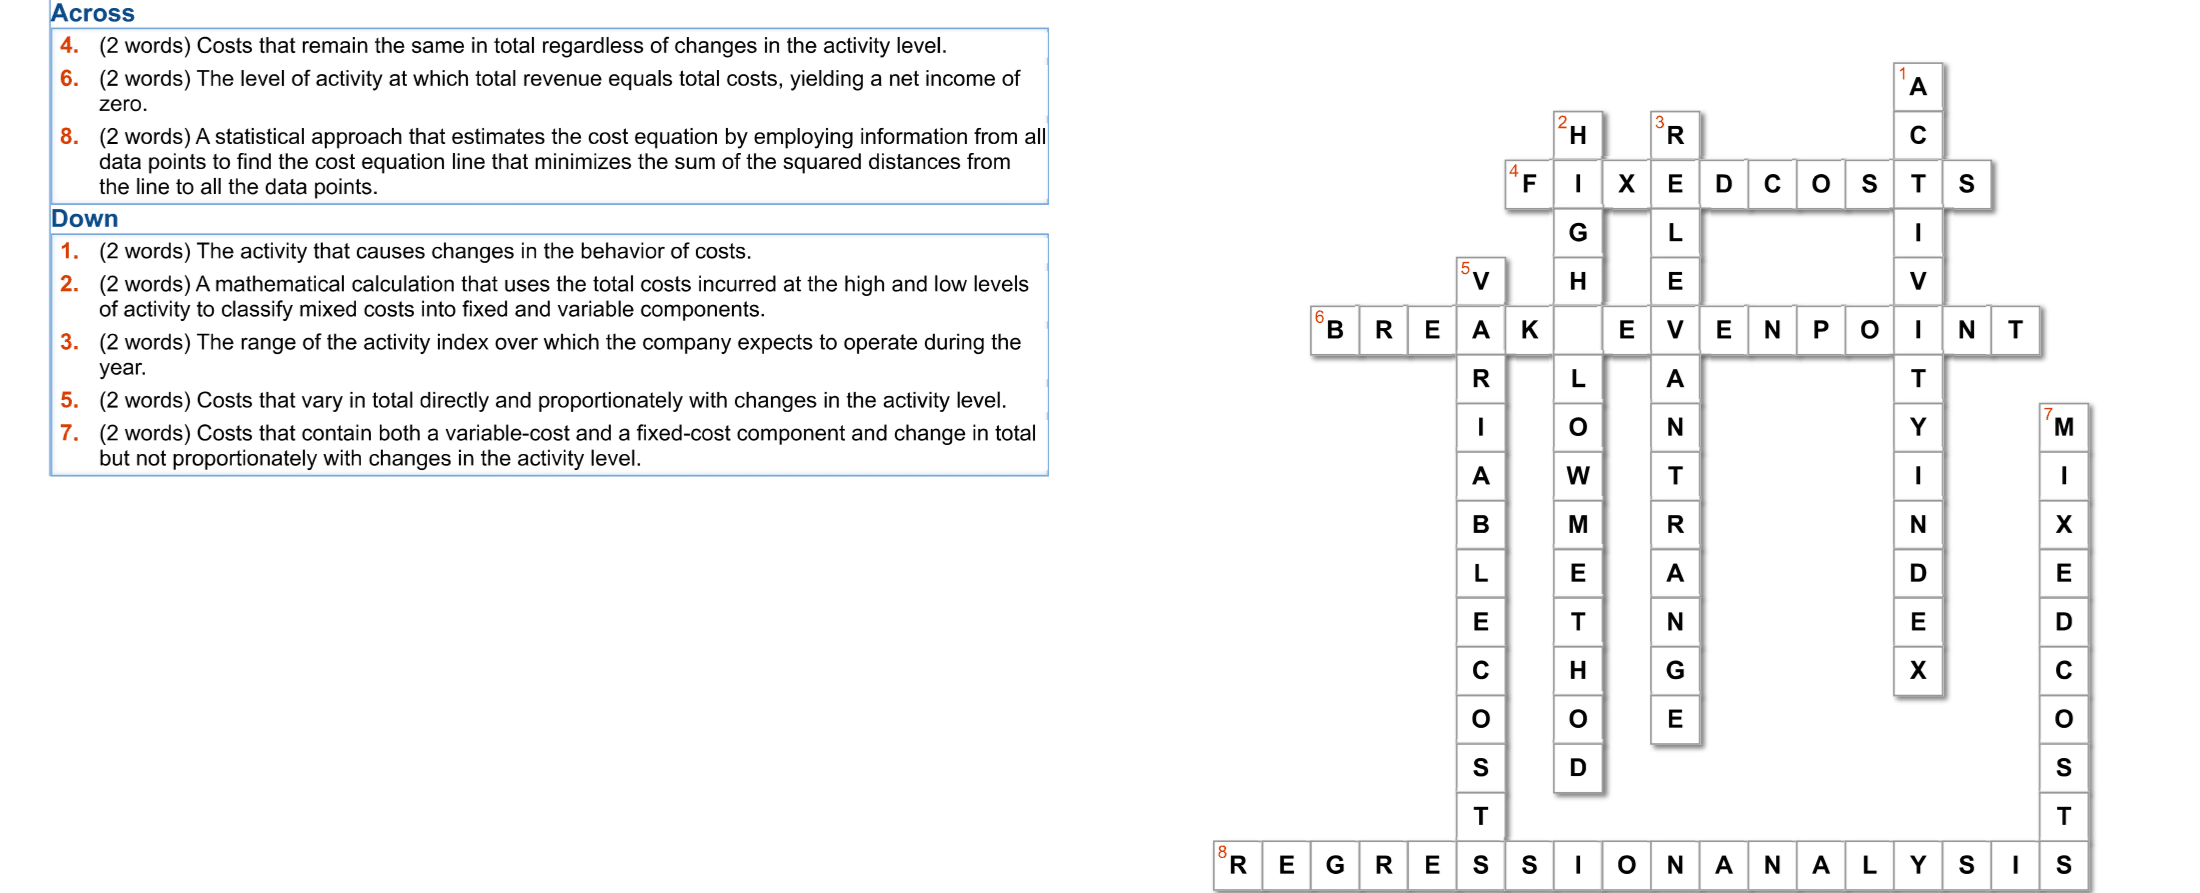 Across
4. (2 words) Costs that remain the same in total regardless of changes in the activity level.
6. (2 words) The level of activity at which total revenue equals total costs, yielding a net income of
zero.
8. (2 words) A statistical approach that estimates the cost equation by employing information from all
data points to find the cost equation line that minimizes the sum of the squared distances from
the line to all the data points.
Down
1. (2 words) The activity that causes changes in the behavior of costs.
2. (2 words) A mathematical calculation that uses the total costs incurred at the high and low levels
of activity to classify mixed costs into fixed and variable components.
3. (2 words) The range of the activity index over which the company expects to operate during the
year.
5. (2 words) Costs that vary in total directly and proportionately with changes in the activity level.
7. (2 words) Costs that contain both a variable-cost and a fixed-cost component and change in total
but not proportionately with changes in the activity level.
1 A
2 H 3 R C
4 F I X E D C O S T S
G L I
5 V H E V
6 B R E A K E V E N P O I N T
R L A T
I O N Y 7 M
A W T I I
B M R N X
L E A D E
E T N E D
C H G X C
O O E O
S D S
T T
8 R E G R E S S I O N A N A L Y S I S